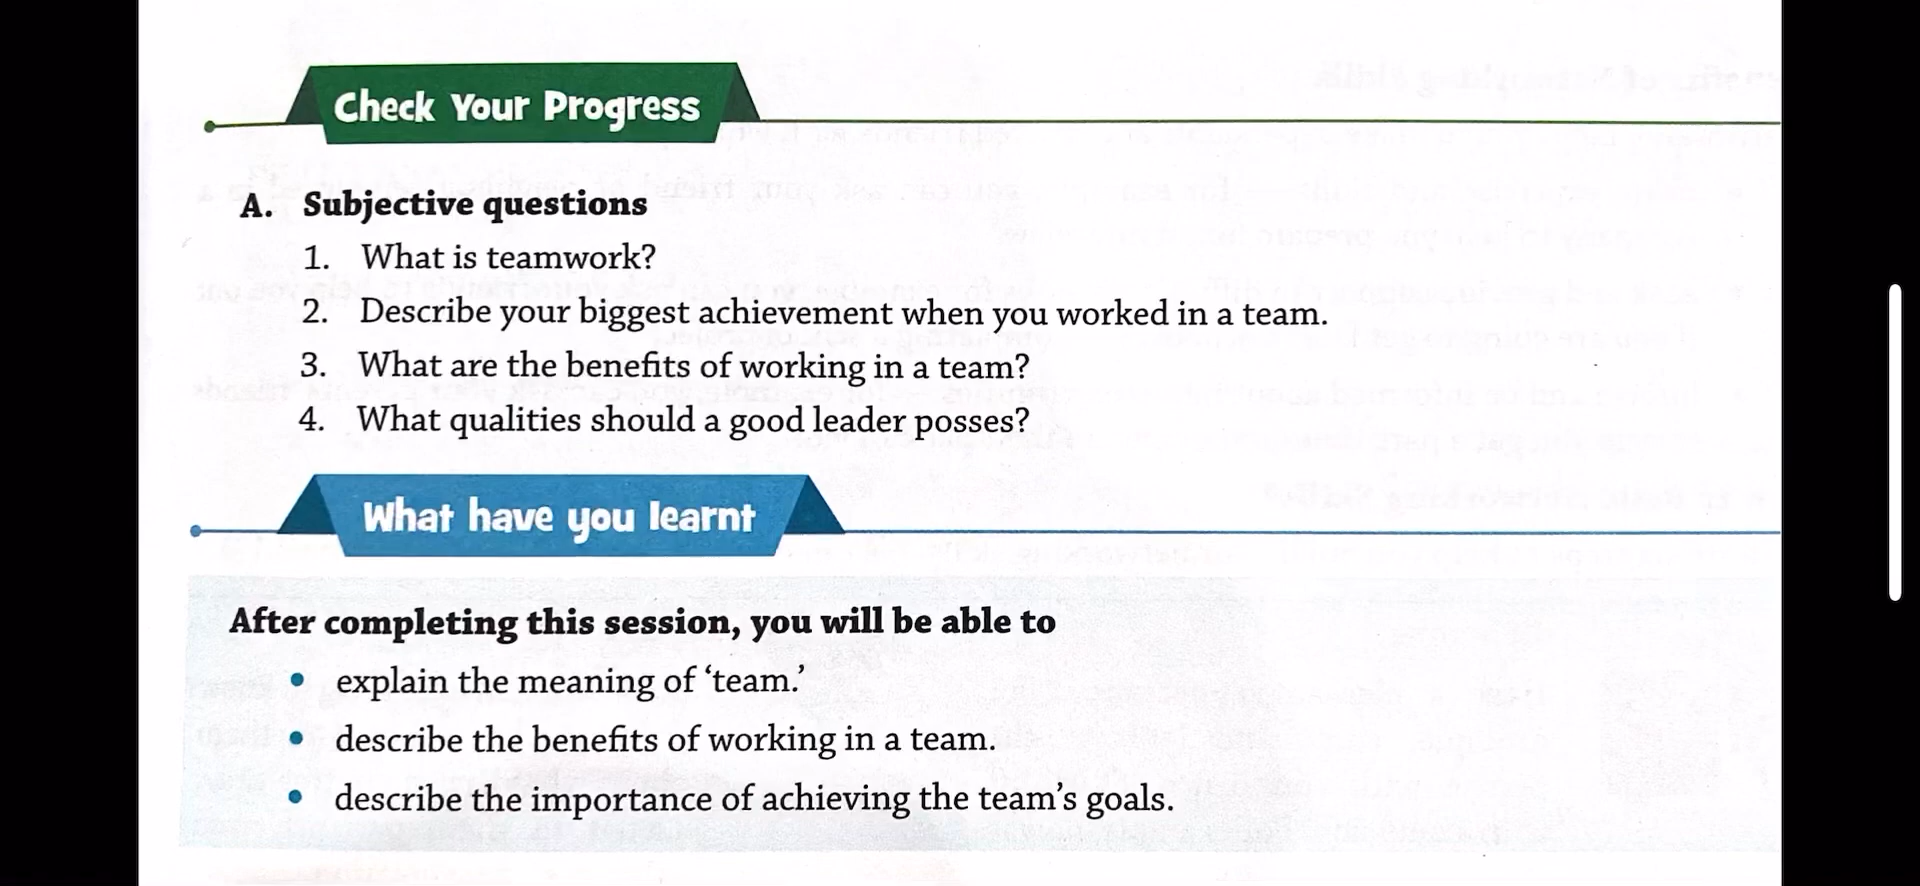 Check Your Progress
A. Subjective questions
1. What is teamwork?
2. Describe your biggest achievement when you worked in a team.
3. What are the benefits of working in a team?
4. What qualities should a good leader posses?
What have you learnt
After completing this session, you will be able to
• explain the meaning of ‘team.’
• describe the benefits of working in a team.
• describe the importance of achieving the team’s goals.